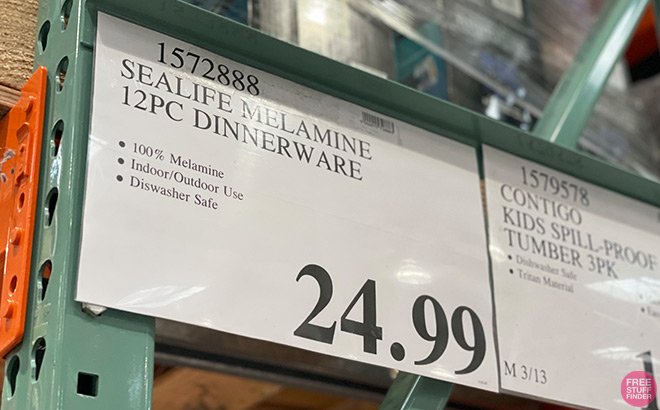 1572888
SEALIFE MELAMINE
12PC DINNERWARE
• 100% Melamine
• Indoor/Outdoor Use
• Diswasher Safe
24.99
1579578
CONTIGO
KIDS SPILL-PROOF
TUMBER 3PK
• Dishwasher Safe
• Tritan Material
M 3/13
FREE
STUFF
FINDER